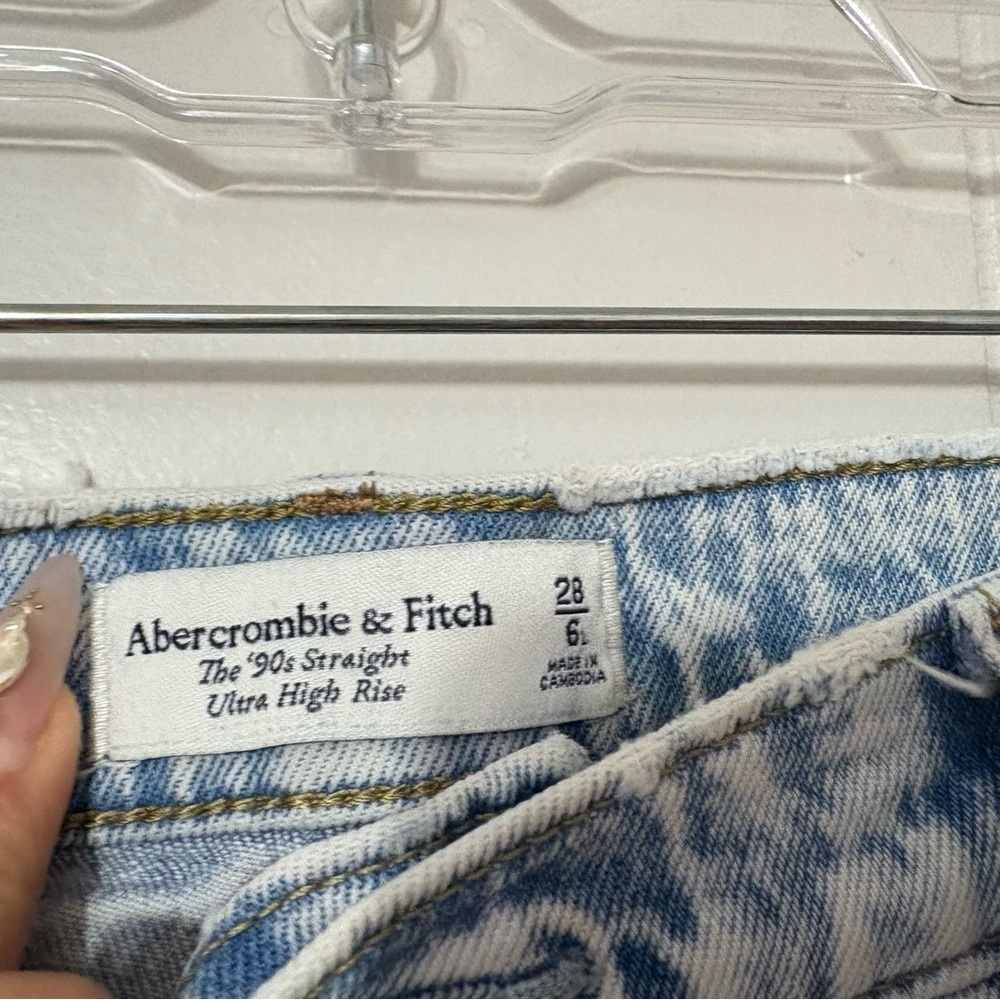 Abercrombie & Fitch
The '90s Straight
Ultra High Rise
28
6L
MADE IN
CAMBODIA